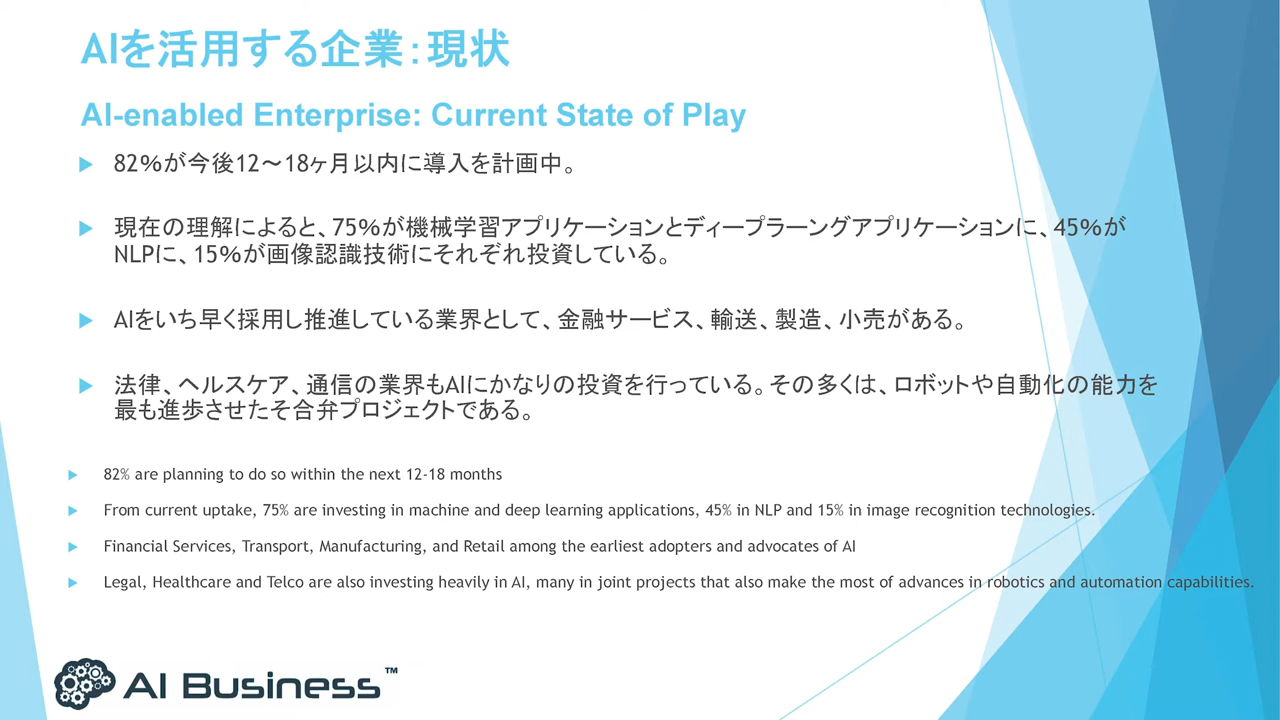 AIを活用する企業：現状
AI-enabled Enterprise: Current State of Play
82%が今後12～18ヶ月以内に導入を計画中。
現在の理解によると、75%が機械学習アプリケーションとディープラーングアプリケーションに、45%が
NLPに、15%が画像認識技術にそれぞれ投資している。
AIをいち早く採用し推進している業界として、金融サービス、輸送、製造、小売がある。
法律、ヘルスケア、通信の業界もAIにかなりの投資を行っている。その多くは、ロボットや自動化の能力を
最も進歩させたそ合弁プロジェクトである。
82% are planning to do so within the next 12-18 months
From current uptake, 75% are investing in machine and deep learning applications, 45% in NLP and 15% in image recognition technologies.
Financial Services, Transport, Manufacturing, and Retail among the earliest adopters and advocates of AI
Legal, Healthcare and Telco are also investing heavily in AI, many in joint projects that also make the most of advances in robotics and automation capabilities.
AI Business™